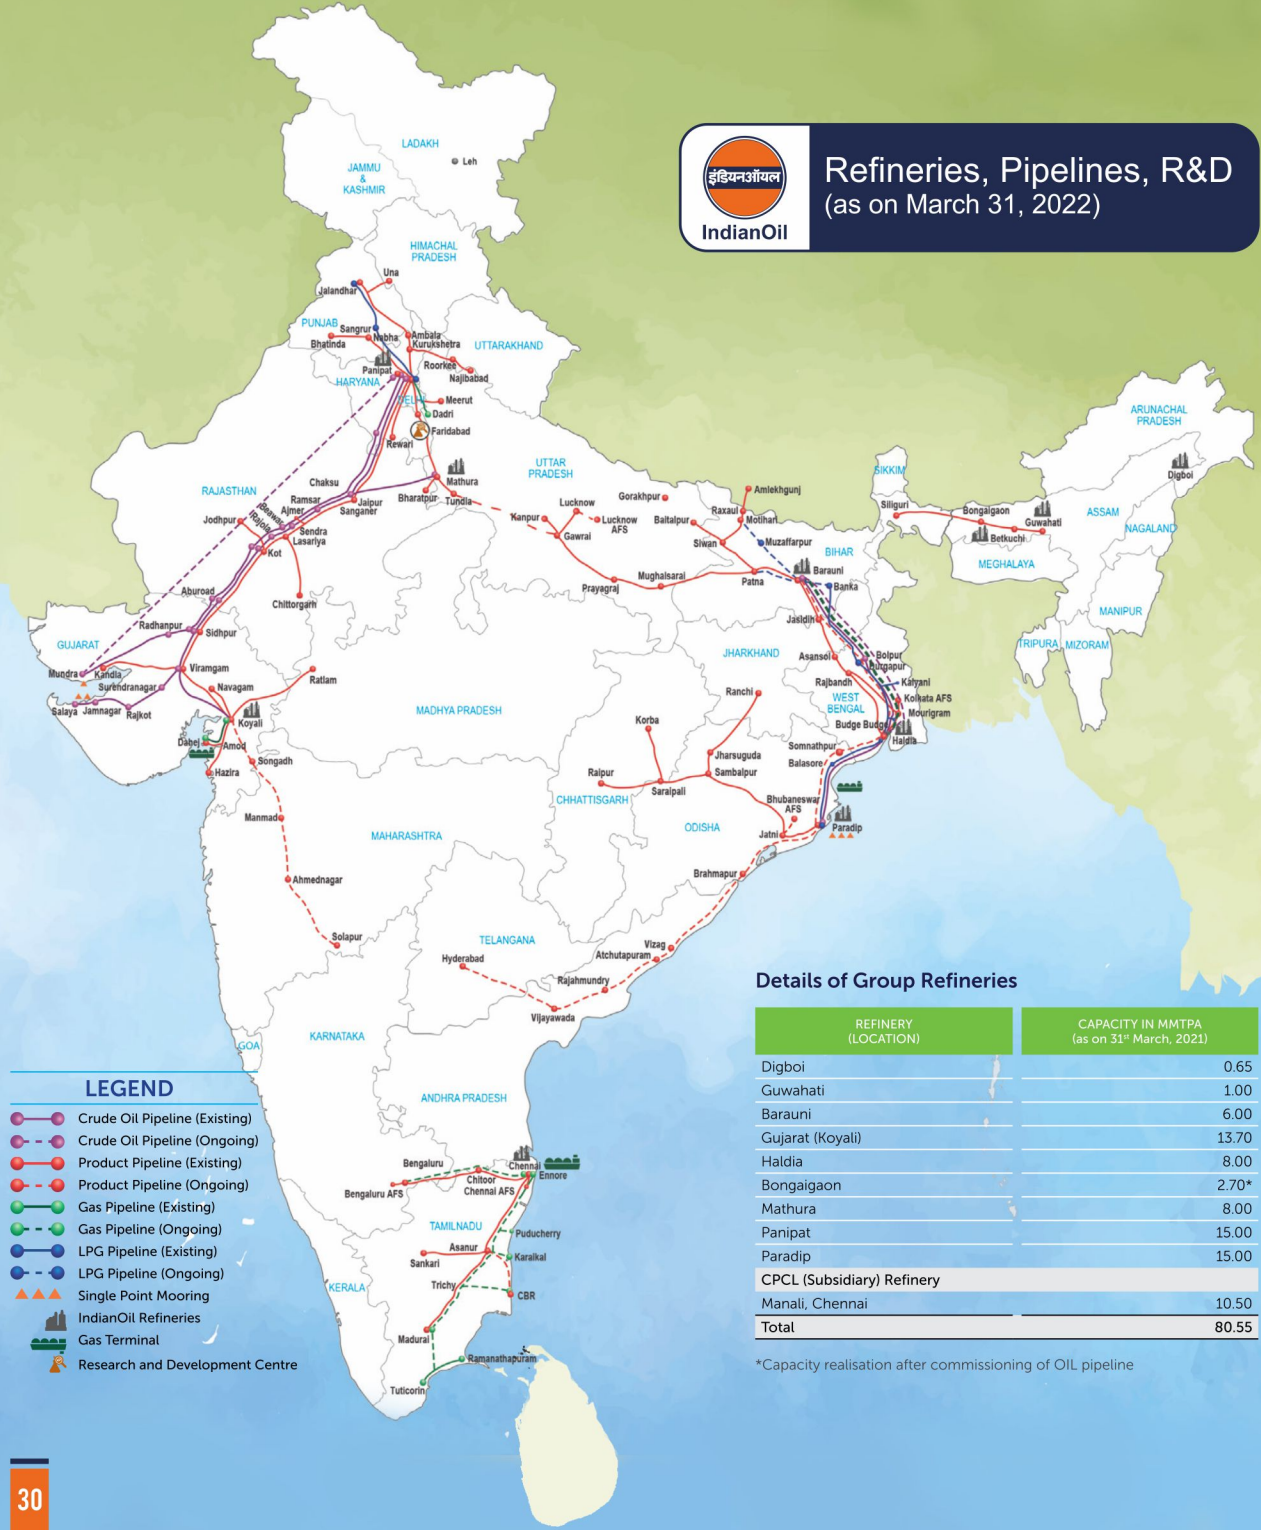 LADAKH
Leh
JAMMU
&
KASHMIR
इंडियनऑयल
IndianOil
Refineries, Pipelines, R&D
(as on March 31, 2022)
HIMACHAL
PRADESH
Una
Jalandhar
PUNJAB
Sangrur
Nabha
Bhatinda
Ambala
Kurukshetra
UTTARAKHAND
Roorkee
Najibabad
Panipat
HARYANA
DELHI
Meerut
Dadri
Faridabad
Rewari
ARUNACHAL
PRADESH
UTTAR
PRADESH
SIKKIM
Digboi
Mathura
Chaksu
RAJASTHAN
Bharatpur
Tundla
Gorakhpur
Amlekhgunj
Ramsar
Ajmer
Beawar
Rajola
Jaipur
Sanganer
Lucknow
Raxaul
Siliguri
Bongaigaon
ASSAM
Jodhpur
Kanpur
Lucknow
AFS
Baitalpur
Motihari
Guwahati
NAGALAND
Sendra
Lasariya
Gawrai
Siwan
Muzaffarpur
Betkuchi
Kot
BIHAR
MEGHALAYA
Barauni
Mughalsarai
Patna
Banka
Aburoad
Prayagraj
Chittorgarh
MANIPUR
Radhanpur
Sidhpur
Jasidih
GUJARAT
TRIPURA
MIZORAM
JHARKHAND
Asansol
Bolpur
Durgapur
Mundra
Kandla
Viramgam
Ratlam
Rajbandh
Kalyani
Surendranagar
Navagam
Ranchi
WEST
BENGAL
Kolkata AFS
Salaya
Jamnagar
Rajkot
MADHYA PRADESH
Mourigram
Koyali
Korba
Budge Budge
Haldia
Dahej
Amod
Somnathpur
Songadh
Jharsuguda
Balasore
Hazira
Raipur
Sambalpur
Saraipali
CHHATTISGARH
Bhubaneswar
AFS
Manmad
ODISHA
Paradip
MAHARASHTRA
Jatni
Brahmapur
Ahmednagar
Solapur
TELANGANA
Vizag
Atchutapuram
Hyderabad
Rajahmundry
Vijayawada
KARNATAKA
GOA
ANDHRA PRADESH
Details of Group Refineries
REFINERY
(LOCATION)
CAPACITY IN MMTPA
(as on 31st March, 2021)
Digboi 0.65
Guwahati 1.00
Barauni 6.00
Gujarat (Koyali) 13.70
Haldia 8.00
Bongaigaon 2.70*
Mathura 8.00
Panipat 15.00
Paradip 15.00
CPCL (Subsidiary) Refinery
Manali, Chennai 10.50
Total 80.55
*Capacity realisation after commissioning of OIL pipeline
LEGEND
Crude Oil Pipeline (Existing)
Crude Oil Pipeline (Ongoing)
Product Pipeline (Existing)
Product Pipeline (Ongoing)
Gas Pipeline (Existing)
Gas Pipeline (Ongoing)
LPG Pipeline (Existing)
LPG Pipeline (Ongoing)
Single Point Mooring
IndianOil Refineries
Gas Terminal
Research and Development Centre
Bengaluru
Chennai
Ennore
Chitoor
Bengaluru AFS
Chennai AFS
TAMILNADU
Puducherry
Asanur
Karaikal
Sankari
KERALA
Trichy
CBR
Madurai
Ramanathapuram
Tuticorin
30